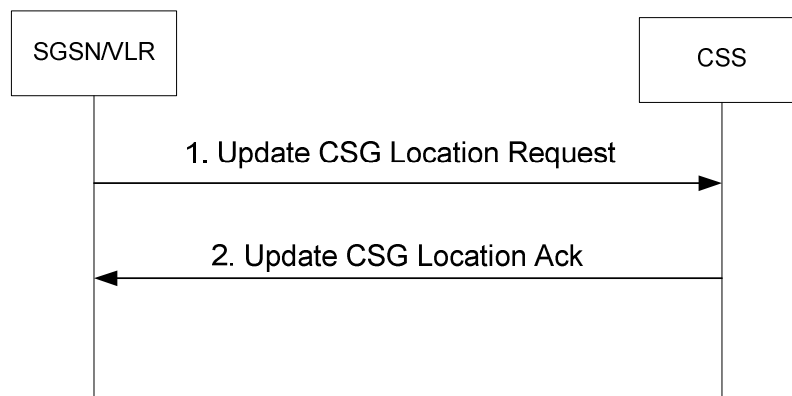 SGSN/VLR
CSS
1. Update CSG Location Request
2. Update CSG Location Ack